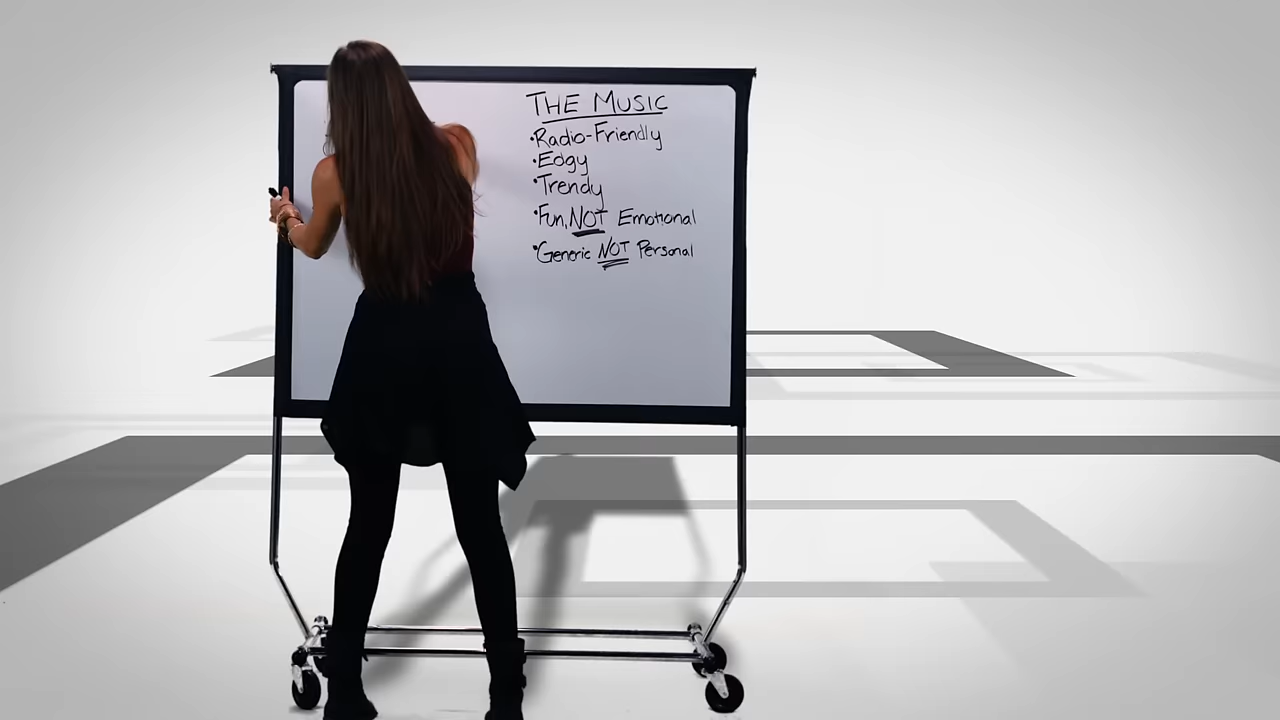 THE MUSIC
•Radio-Friendly
•Edgy
•Trendy
•Fun, NOT Emotional
•Generic NOT Personal